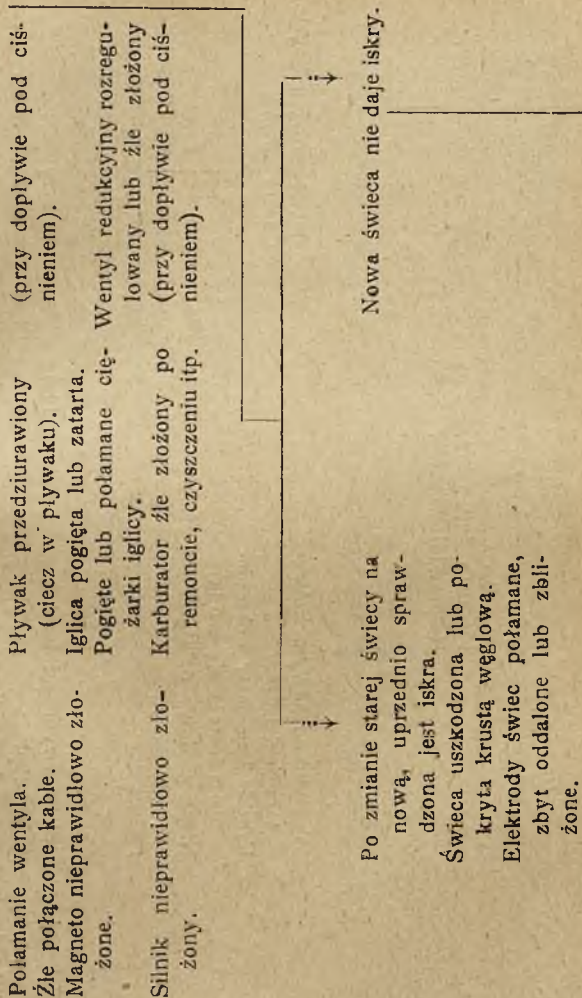 Połamanie wentyla.
Źle połączone kable.
Magneto nieprawidłowo zło-
żone.
Silnik nieprawidłowo zło-
żony.
Pływak przedziurawiony
(ciecz w pływaku).
Iglica pogięta lub zatarta.
Pogięte lub połamane cię-
żarki iglicy.
Karburator źle złożony po
remoncie, czyszczeniu itp.
(przy dopływie pod ciś-
nieniem).
Wentyl redukcyjny rozregu-
lowany lub źle złożony
(przy dopływie pod ciś-
nieniem).
Po zmianie starej świecy na
nową, uprzednio spraw-
dzona jest iskra.
Świeca uszkodzona lub po-
kryta krustą węglową.
Elektrody świec połamane,
zbyt oddalone lub zbli-
żone.
Nowa świeca nie daje iskry.